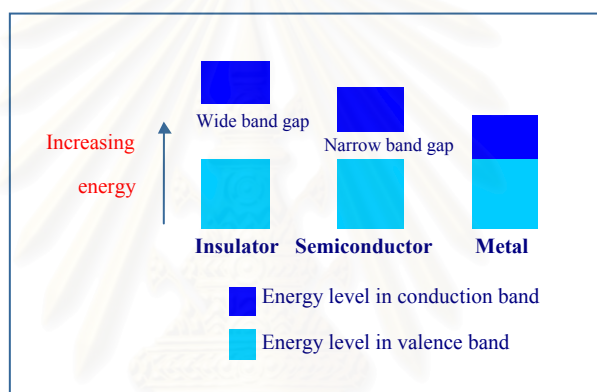 Wide band gap
Narrow band gap
Increasing
energy
Insulator Semiconductor Metal
Energy level in conduction band
Energy level in valence band